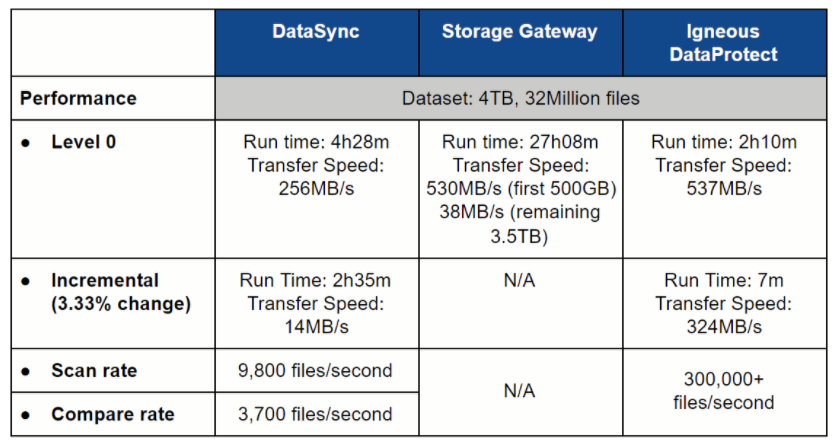 DataSync
Storage Gateway
Igneous
DataProtect
Performance
Dataset: 4TB, 32Million files
● Level 0
Run time: 4h28m
Transfer Speed:
256MB/s
Run time: 27h08m
Transfer Speed:
530MB/s (first 500GB)
38MB/s (remaining
3.5TB)
Run time: 2h10m
Transfer Speed:
537MB/s
● Incremental
(3.33% change)
Run Time: 2h35m
Transfer Speed:
14MB/s
N/A
Run Time: 7m
Transfer Speed:
324MB/s
● Scan rate
9,800 files/second
N/A
300,000+
files/second
● Compare rate
3,700 files/second